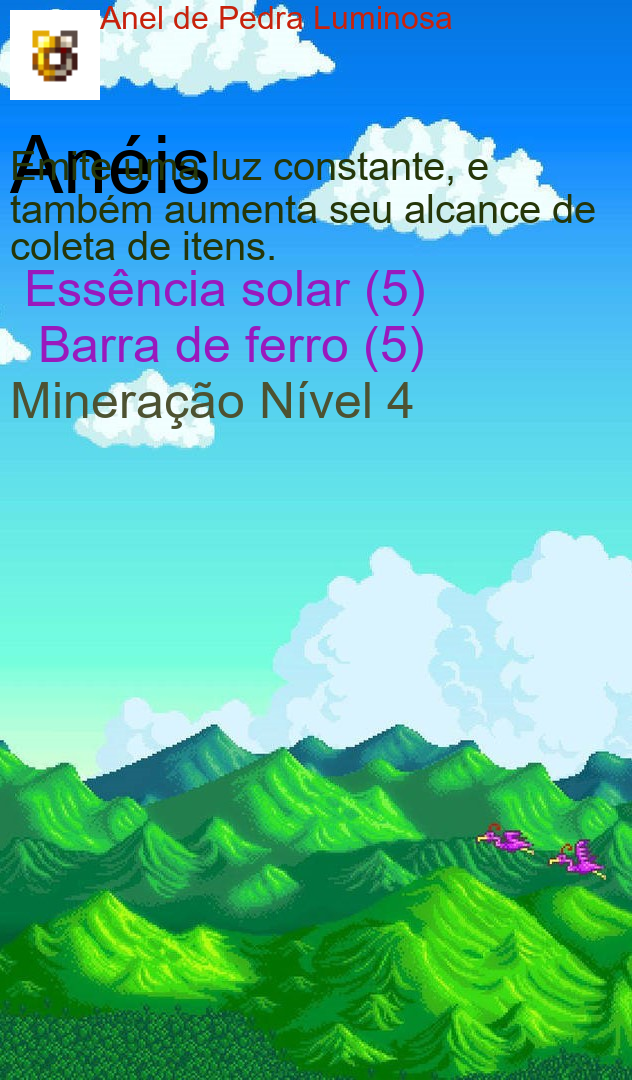 Anel de Pedra Luminosa
Anéis
Emite uma luz constante, e
também aumenta seu alcance de
coleta de itens.
Essência solar (5)
Barra de ferro (5)
Mineração Nível 4